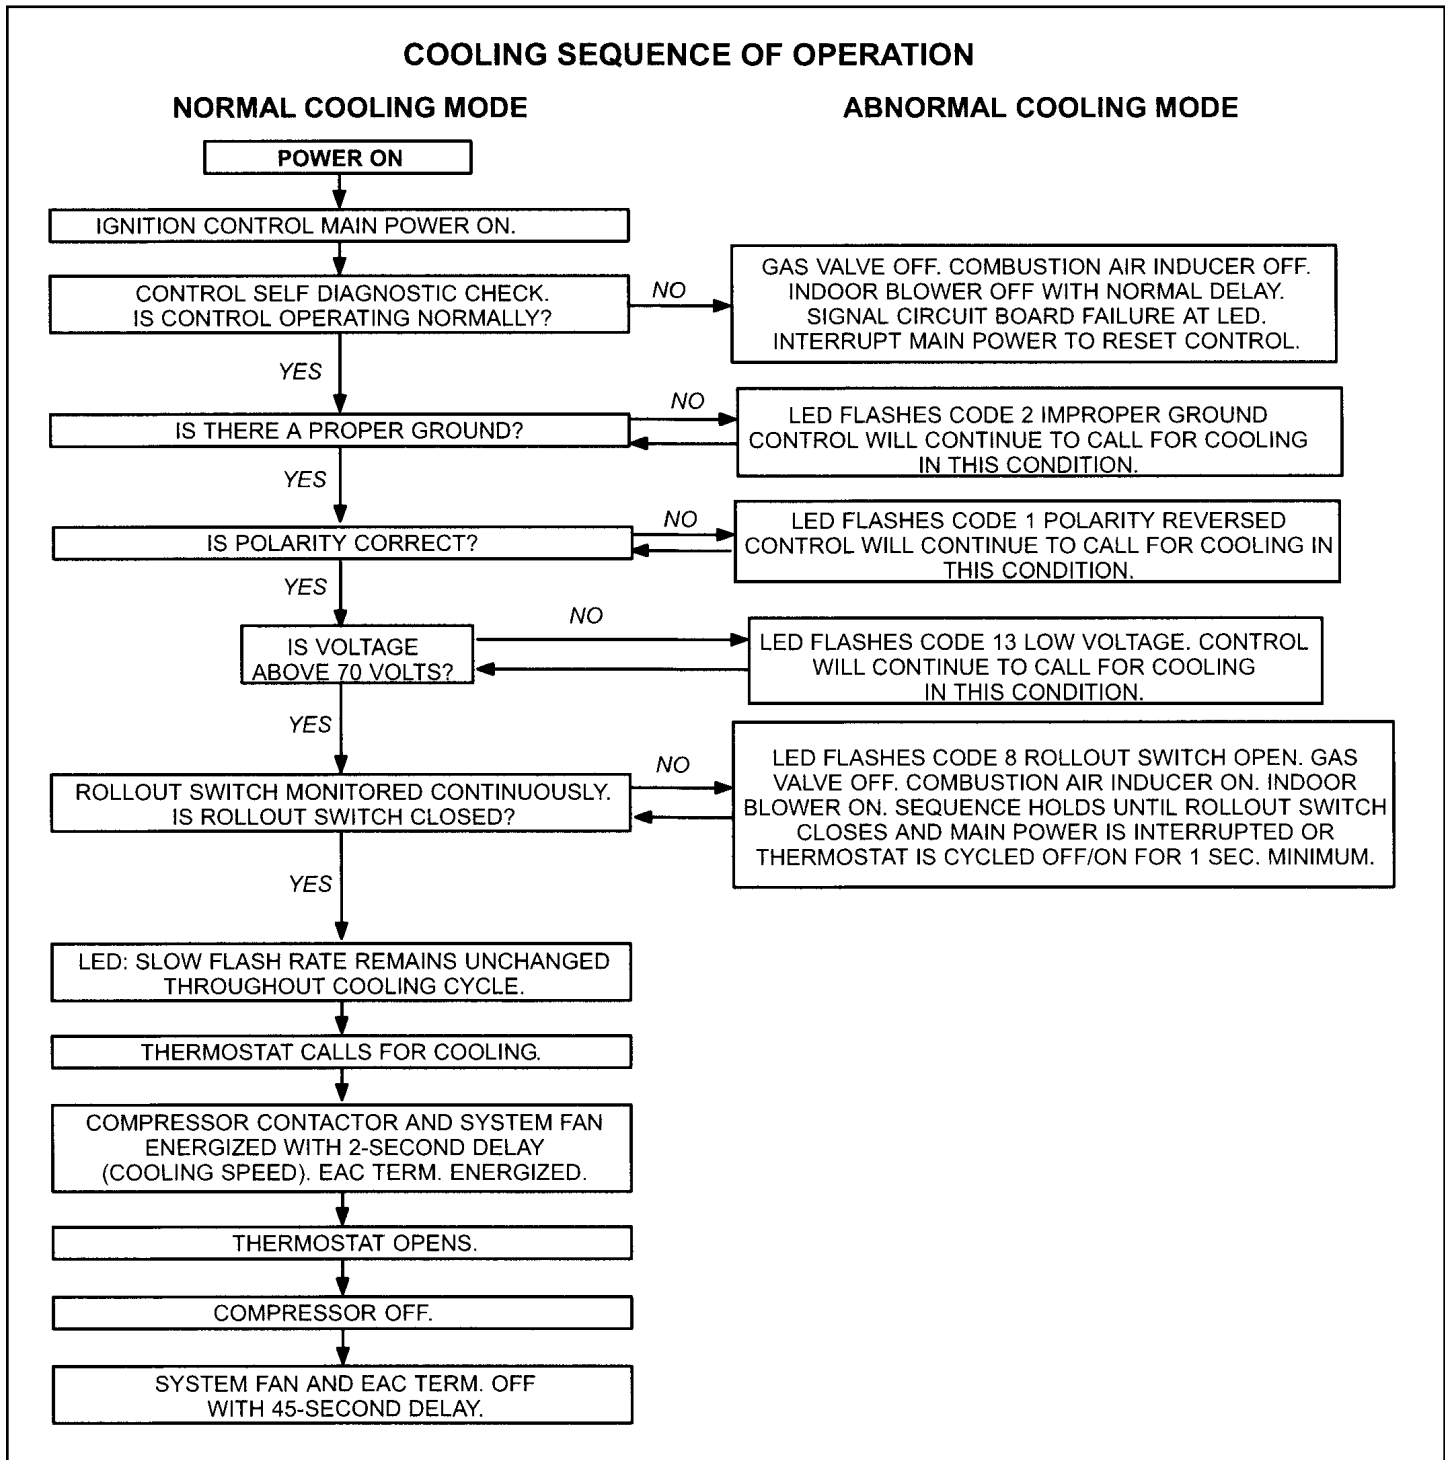 COOLING SEQUENCE OF OPERATION
NORMAL COOLING MODE
ABNORMAL COOLING MODE
POWER ON
IGNITION CONTROL MAIN POWER ON.
CONTROL SELF DIAGNOSTIC CHECK.
IS CONTROL OPERATING NORMALLY?
NO
GAS VALVE OFF. COMBUSTION AIR INDUCER OFF.
INDOOR BLOWER OFF WITH NORMAL DELAY.
SIGNAL CIRCUIT BOARD FAILURE AT LED.
INTERRUPT MAIN POWER TO RESET CONTROL.
YES
IS THERE A PROPER GROUND?
NO
LED FLASHES CODE 2 IMPROPER GROUND
CONTROL WILL CONTINUE TO CALL FOR COOLING
IN THIS CONDITION.
YES
IS POLARITY CORRECT?
NO
LED FLASHES CODE 1 POLARITY REVERSED
CONTROL WILL CONTINUE TO CALL FOR COOLING IN
THIS CONDITION.
YES
IS VOLTAGE
ABOVE 70 VOLTS?
NO
LED FLASHES CODE 13 LOW VOLTAGE. CONTROL
WILL CONTINUE TO CALL FOR COOLING
IN THIS CONDITION.
YES
ROLLOUT SWITCH MONITORED CONTINUOUSLY.
IS ROLLOUT SWITCH CLOSED?
NO
LED FLASHES CODE 8 ROLLOUT SWITCH OPEN. GAS
VALVE OFF. COMBUSTION AIR INDUCER ON. INDOOR
BLOWER ON. SEQUENCE HOLDS UNTIL ROLLOUT SWITCH
CLOSES AND MAIN POWER IS INTERRUPTED OR
THERMOSTAT IS CYCLED OFF/ON FOR 1 SEC. MINIMUM.
YES
LED: SLOW FLASH RATE REMAINS UNCHANGED
THROUGHOUT COOLING CYCLE.
THERMOSTAT CALLS FOR COOLING.
COMPRESSOR CONTACTOR AND SYSTEM FAN
ENERGIZED WITH 2-SECOND DELAY
(COOLING SPEED). EAC TERM. ENERGIZED.
THERMOSTAT OPENS.
COMPRESSOR OFF.
SYSTEM FAN AND EAC TERM. OFF
WITH 45-SECOND DELAY.